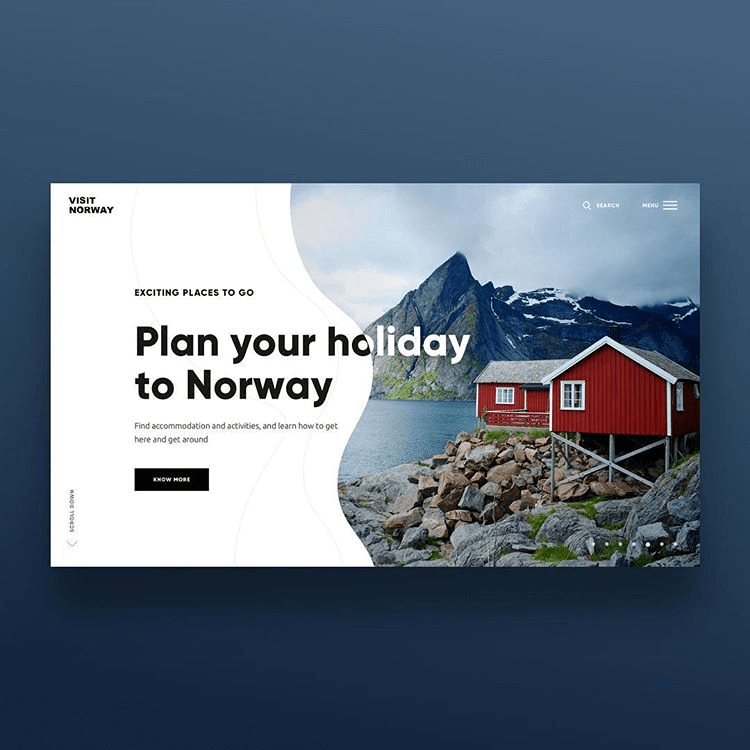 VISIT
NORWAY
SEARCH
MENU
EXCITING PLACES TO GO
Plan your holiday
to Norway
Find accommodation and activities, and learn how to get
here and get around
KNOW MORE
SCROLL DOWN